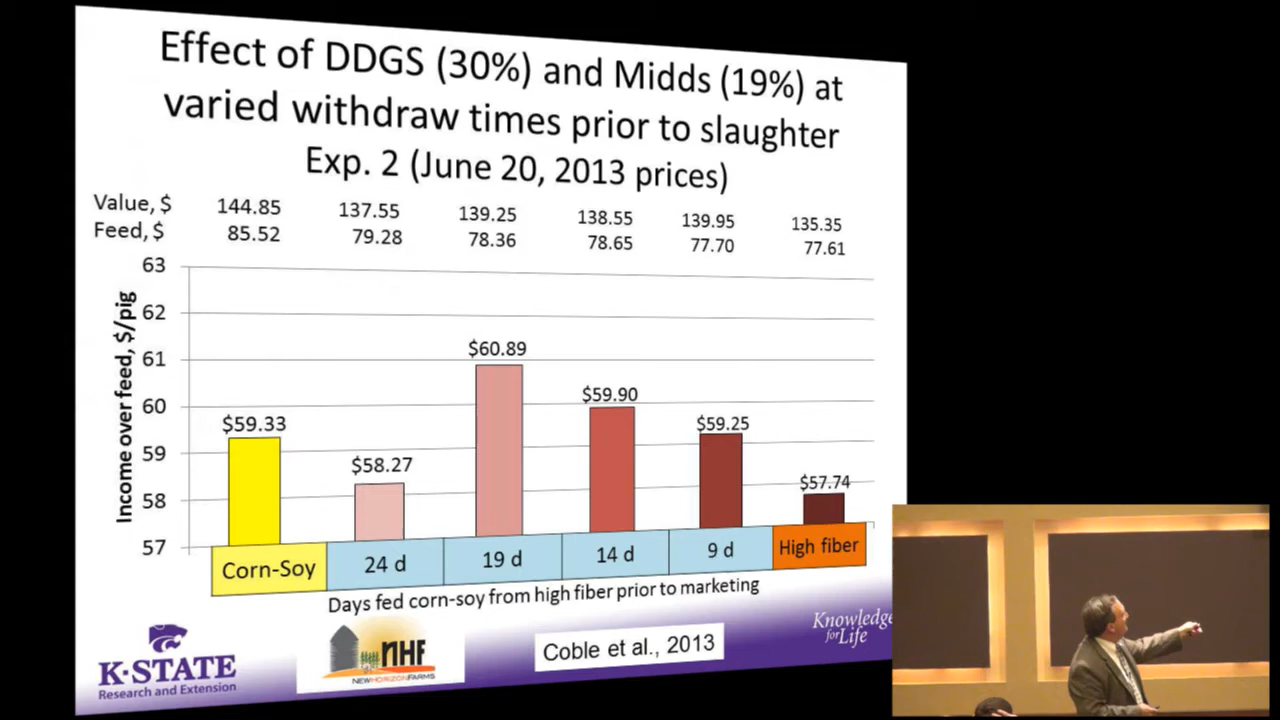 Effect of DDGS (30%) and Midds (19%) at
varied withdraw times prior to slaughter
Exp. 2 (June 20, 2013 prices)
Value, $ 144.85 137.55 139.25 138.55 139.95 135.35
Feed, $ 85.52 79.28 78.36 78.65 77.70 77.61
Income over feed, $/pig
63
62
61
60
59
58
57
$59.33
$58.27
$60.89
$59.90
$59.25
$57.74
Corn-Soy 24 d 19 d 14 d 9 d High fiber
Days fed corn-soy from high fiber prior to marketing
K-STATE
Research and Extension
NHF
NEWHORIZONFARMS
Coble et al., 2013
Knowledge
for Life